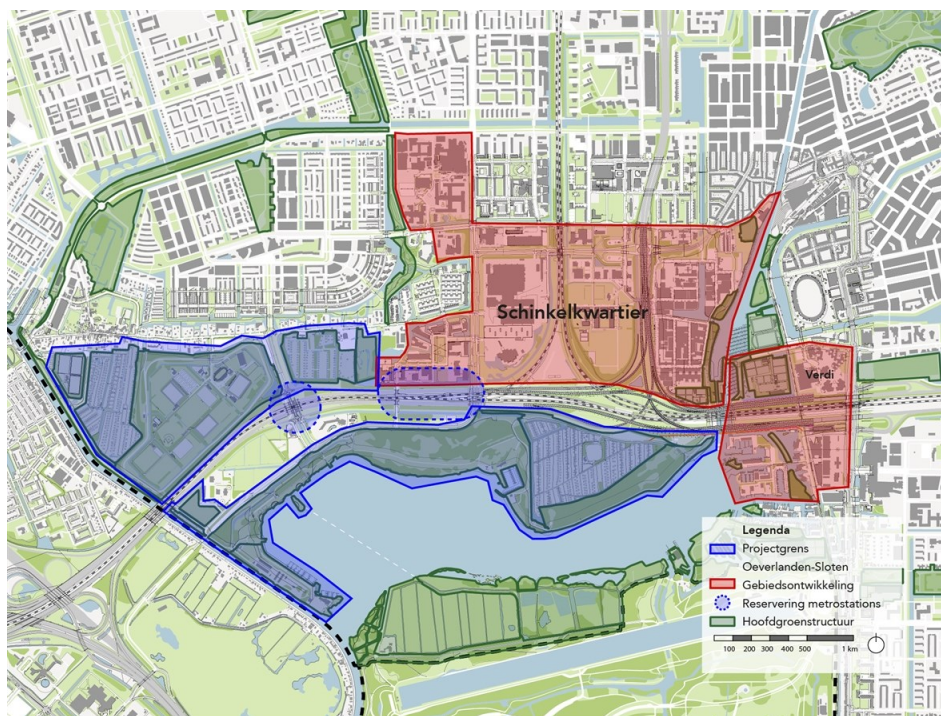 Schinkelkwartier
Verdi
Legenda
Projectgrens
Oeverlanden-Sloten
Gebiedsontwikkeling
Reservering metrostations
Hoofdgroenstructuur
100 200 300 400 500 1 km